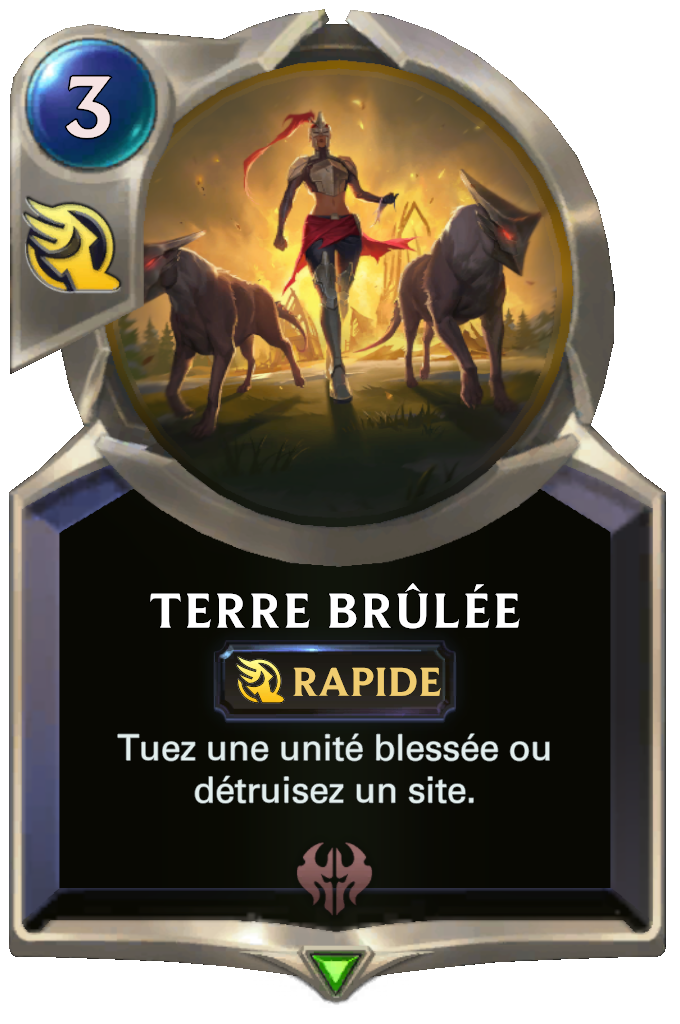 3
TERRE BRÛLÉE
RAPIDE
Tuez une unité blessée ou
détruisez un site.